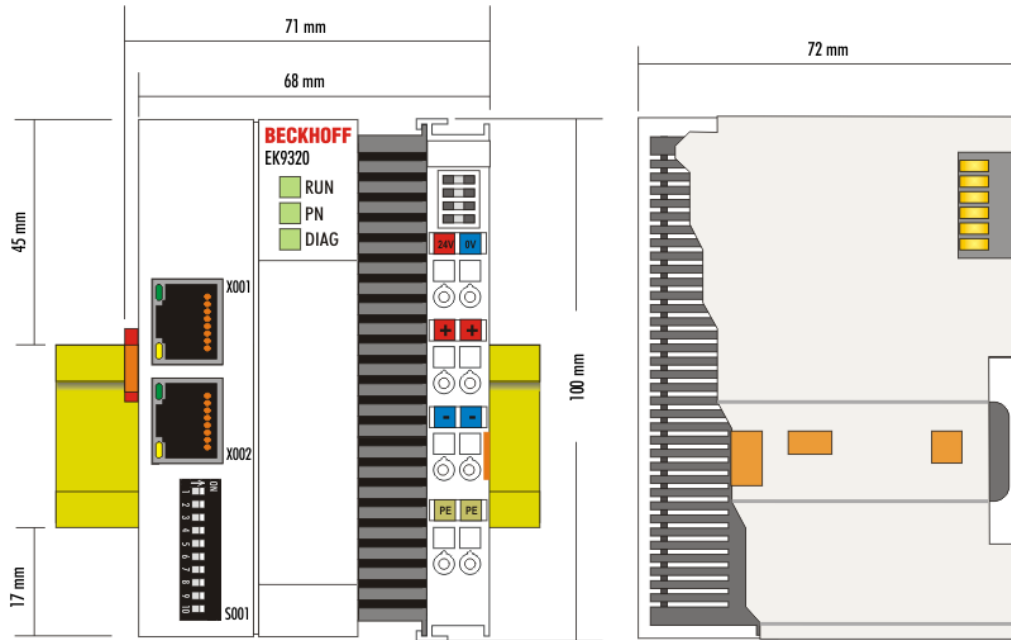 71 mm
72 mm
68 mm
BECKHOFF
EK9320
RUN
PN
DIAG
45 mm
24V 0V
X001
+ +
100 mm
- -
X002
ON
1
2
3
4
5
6
7
8
9
10
PE PE
17 mm
S001